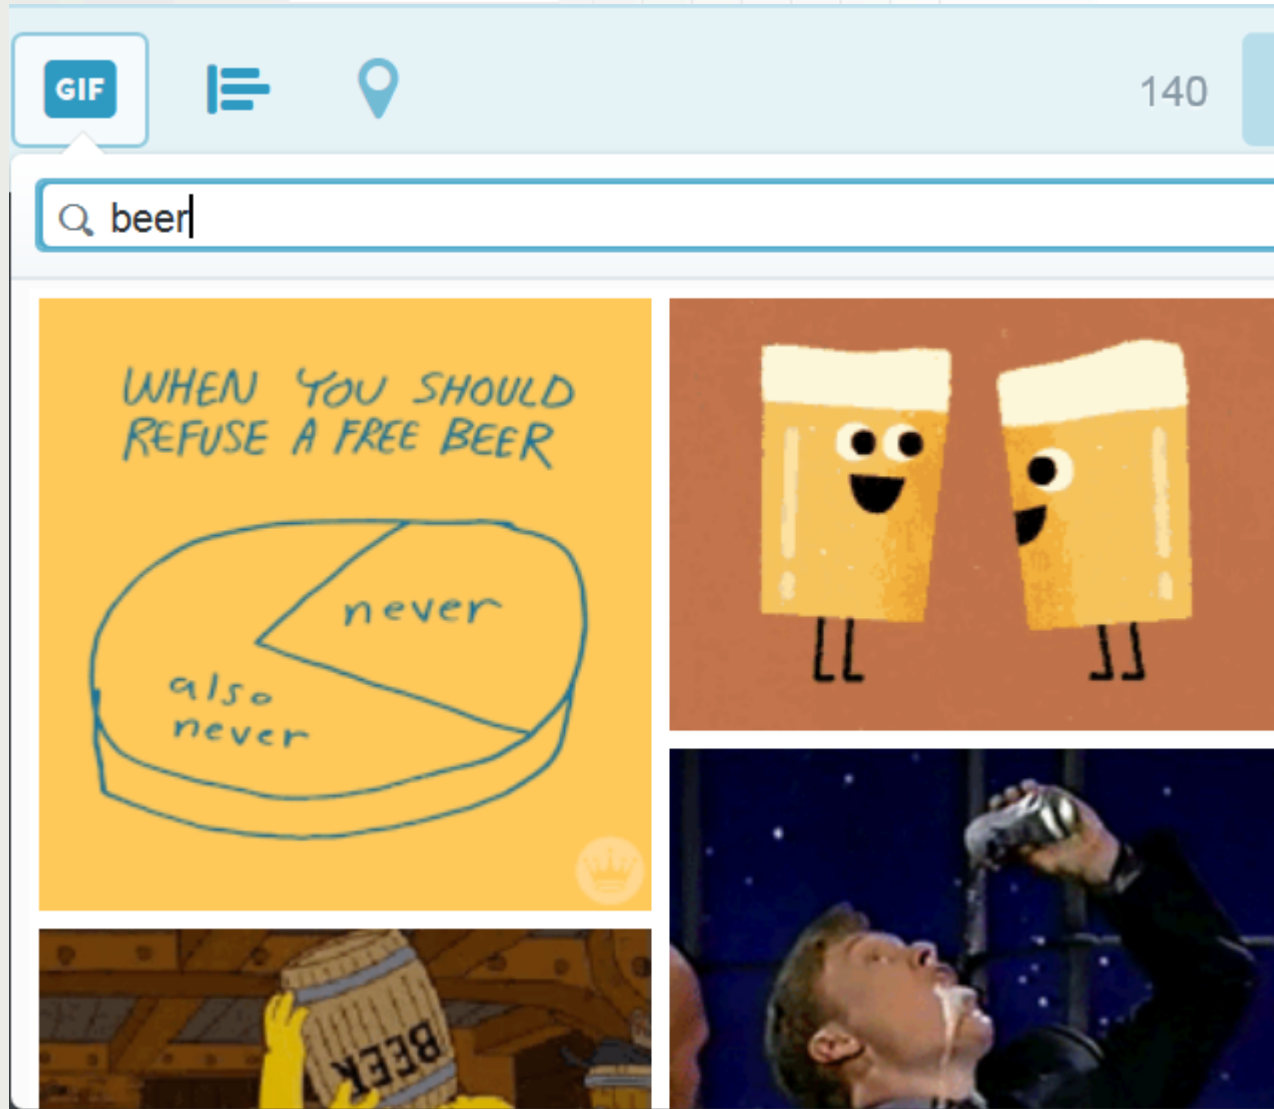 GIF
140
beer
WHEN YOU SHOULD
REFUSE A FREE BEER
never
also
never
BEER